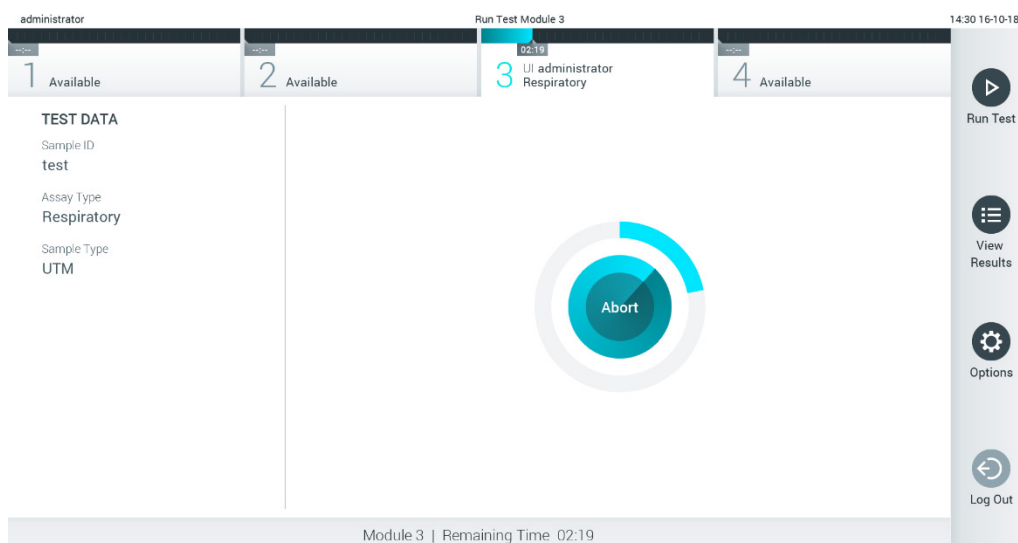 administrator
Run Test Module 3
14:30 16-10-18
--:--
1 Available
--:--
2 Available
02:19
3 UI administrator
Respiratory
--:--
4 Available
Run Test
View
Results
Options
Log Out
TEST DATA
Sample ID
test
Assay Type
Respiratory
Sample Type
UTM
Abort
Module 3 | Remaining Time 02:19